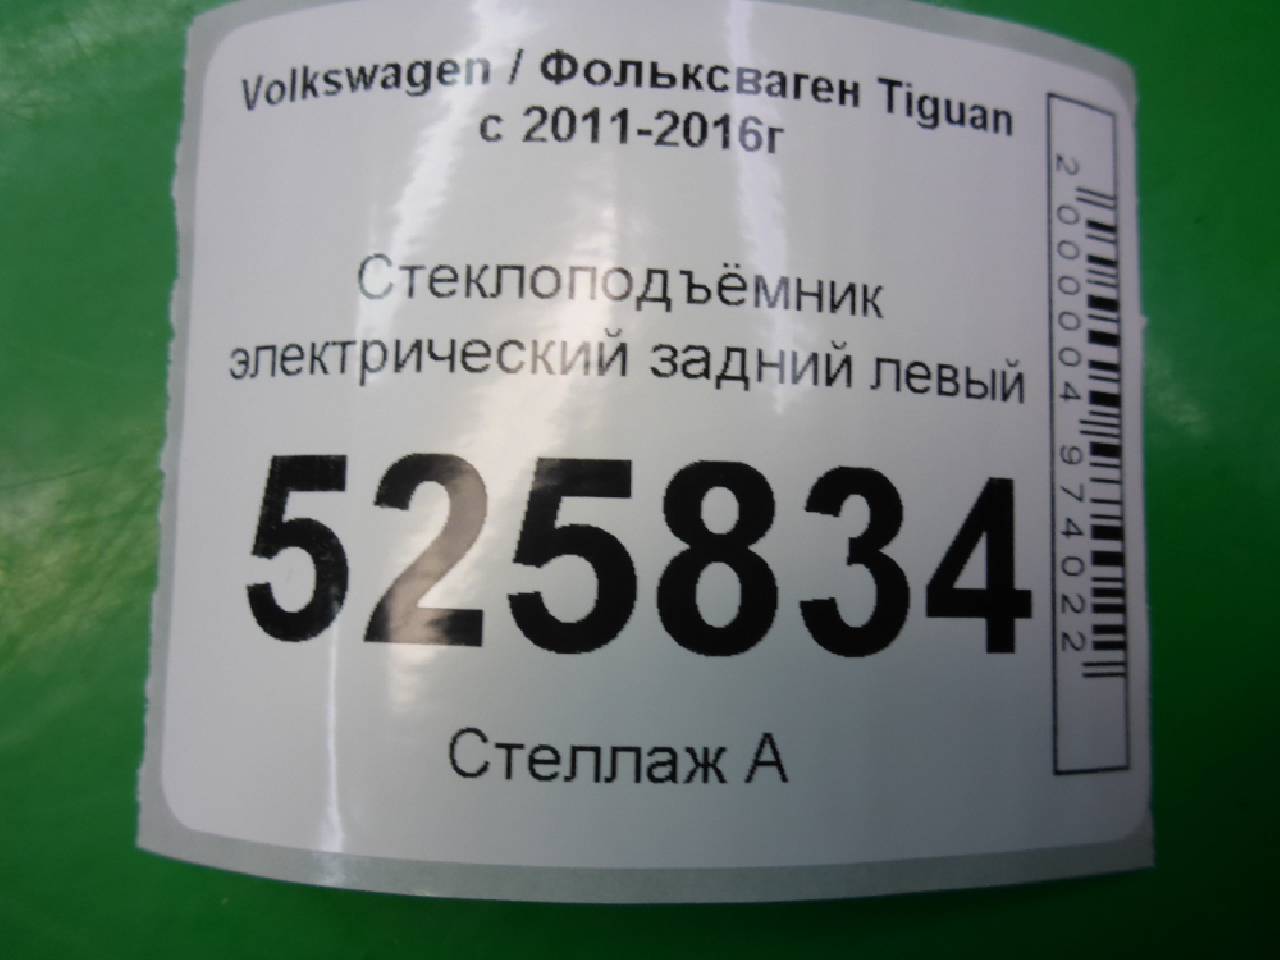 Volkswagen / Фольксваген Tiguan
с 2011-2016г
Стеклоподъёмник
электрический задний левый
525834
Стеллаж А
2000004974022